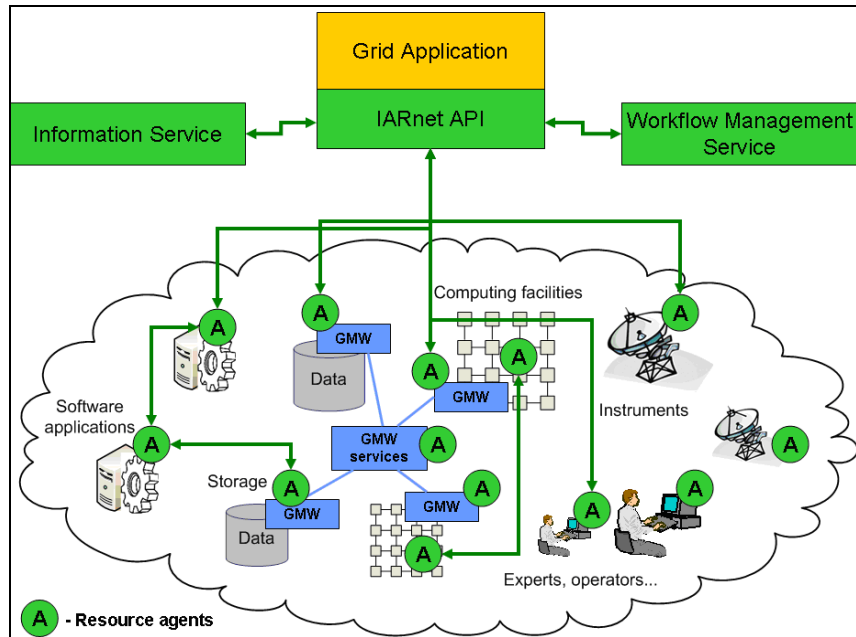 Grid Application
IARnet API
Information Service
Workflow Management
Service
Computing facilities
A
A
A
GMW
Data
A
A
GMW
Instruments
Software
applications
A
GMW
services
A
A
Storage
A
GMW
Data
A
GMW
A
A
A
Experts, operators...
A - Resource agents